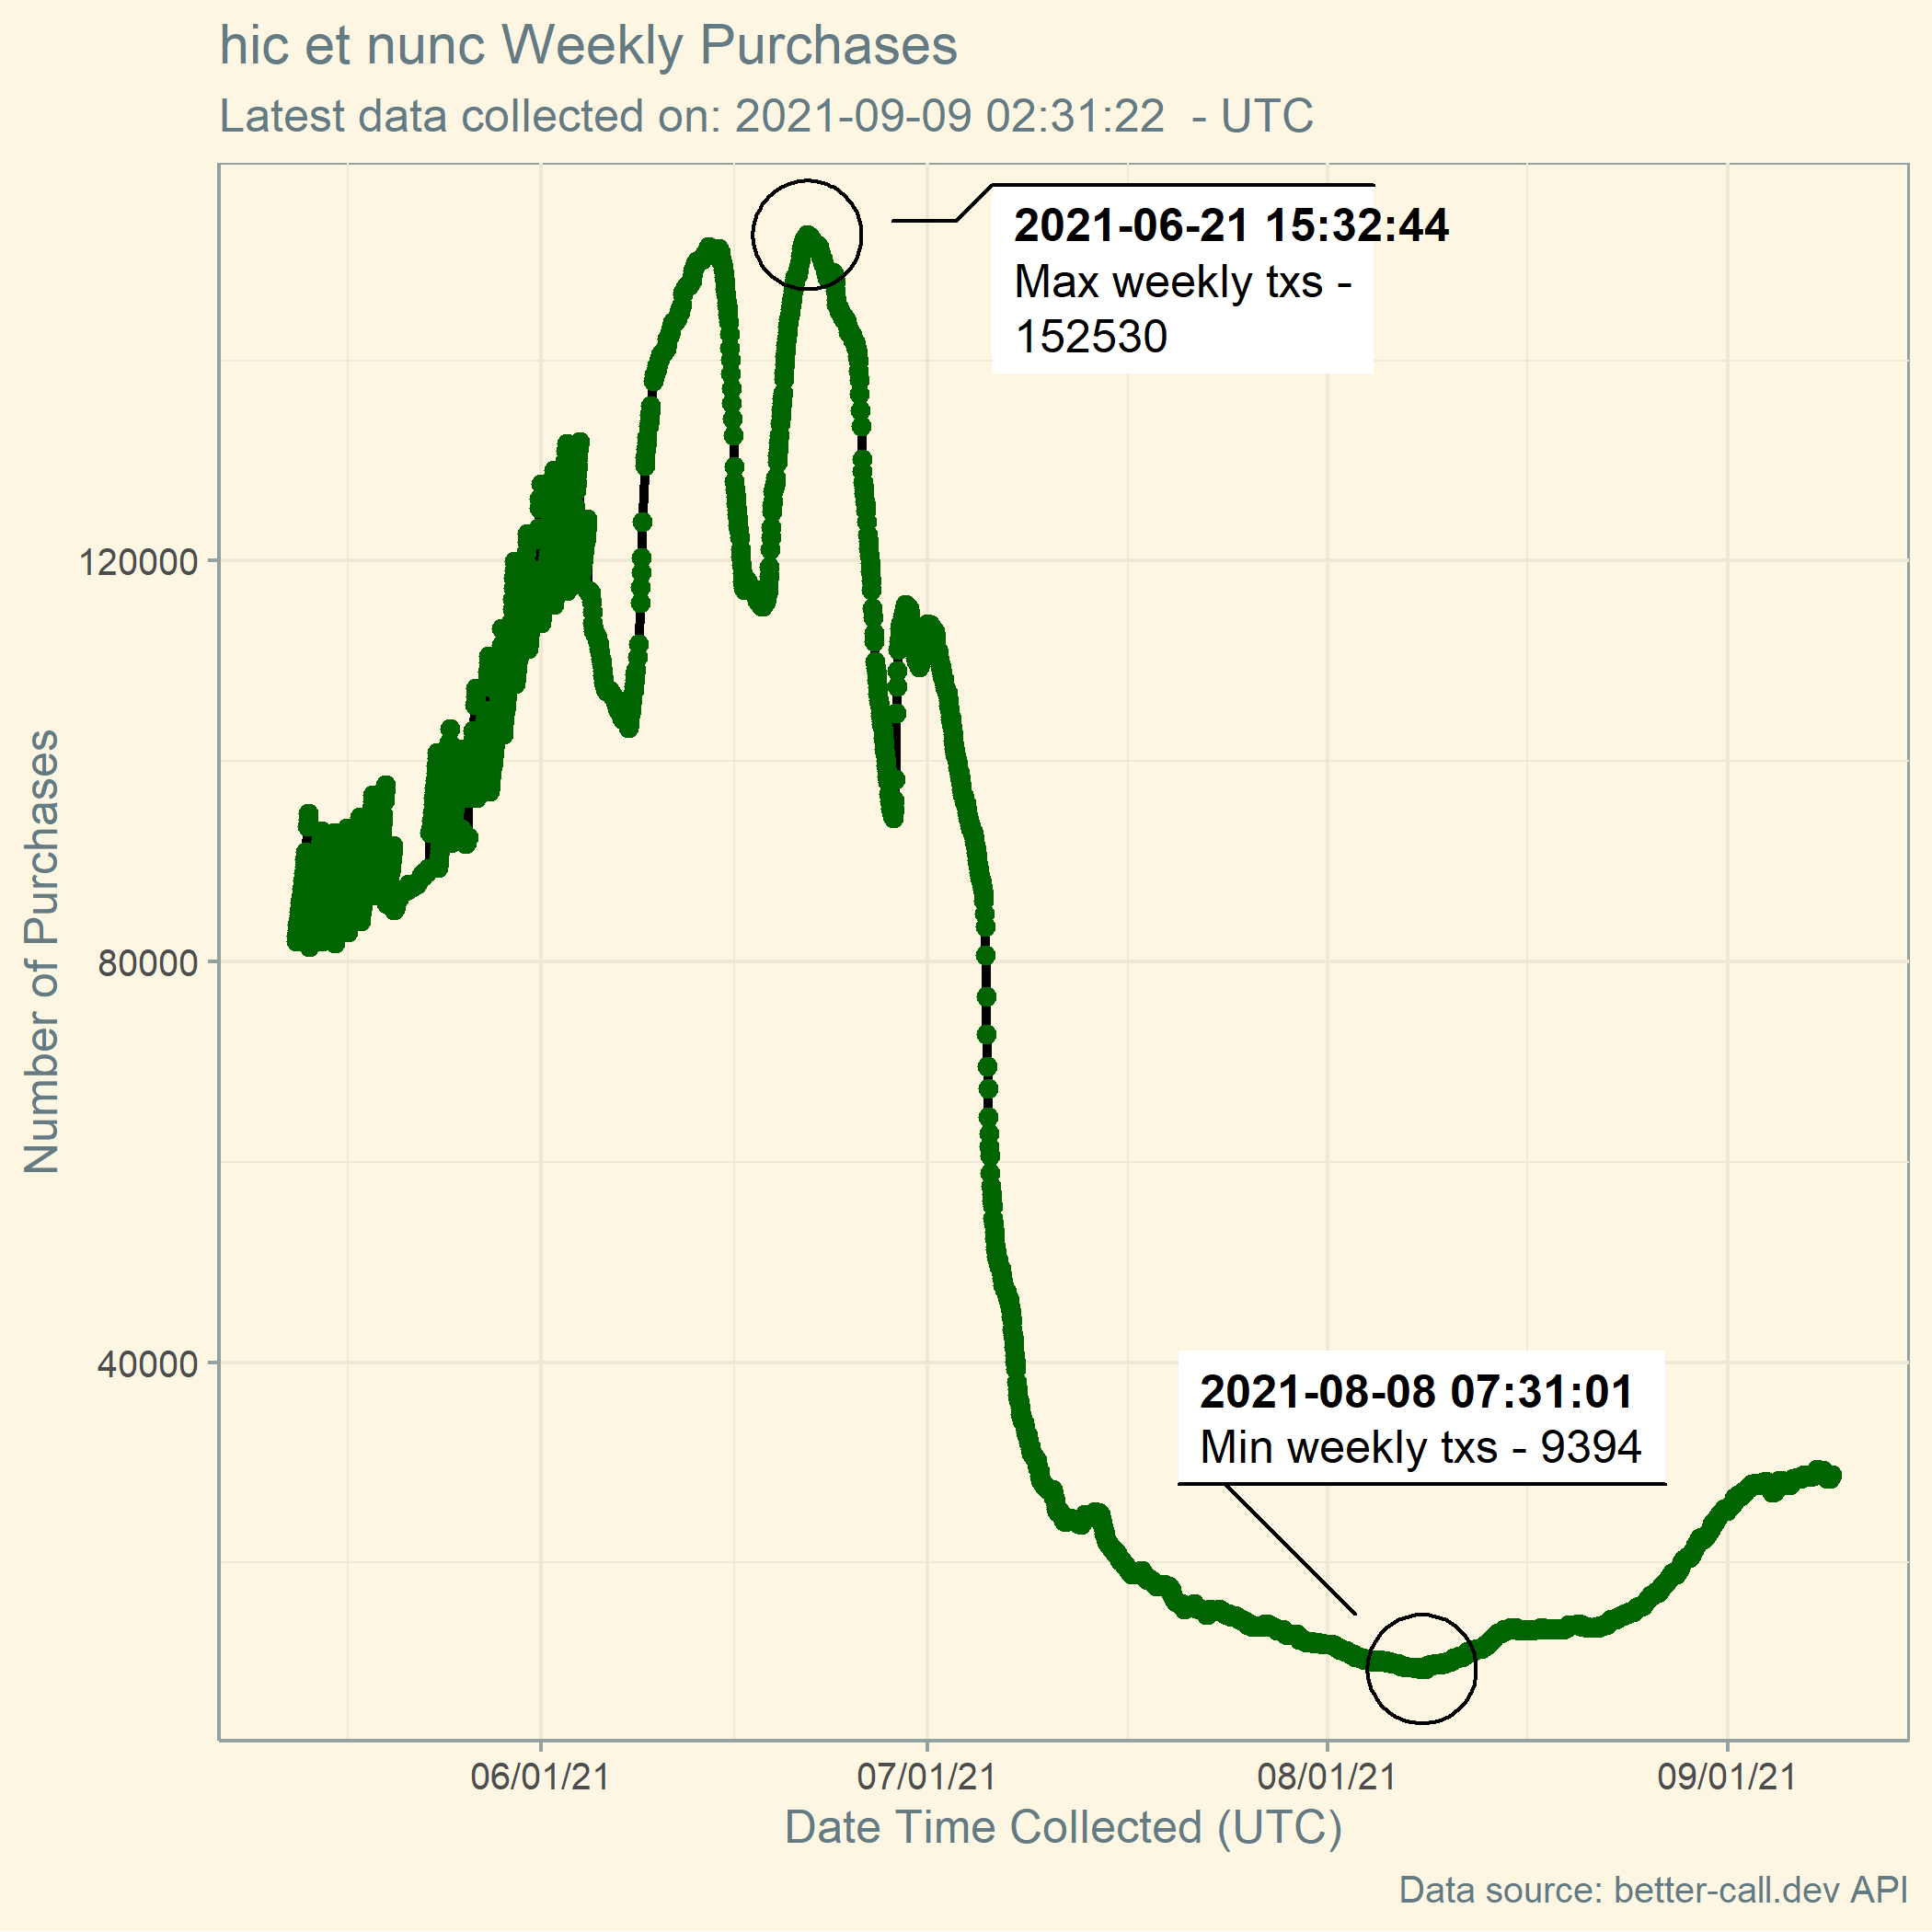 hic et nunc Weekly Purchases
Latest data collected on: 2021-09-09 02:31:22  - UTC
2021-06-21 15:32:44
Max weekly txs -
152530
120000
80000
40000
Number of Purchases
2021-08-08 07:31:01
Min weekly txs - 9394
06/01/21
07/01/21
08/01/21
09/01/21
Date Time Collected (UTC)
Data source: better-call.dev API